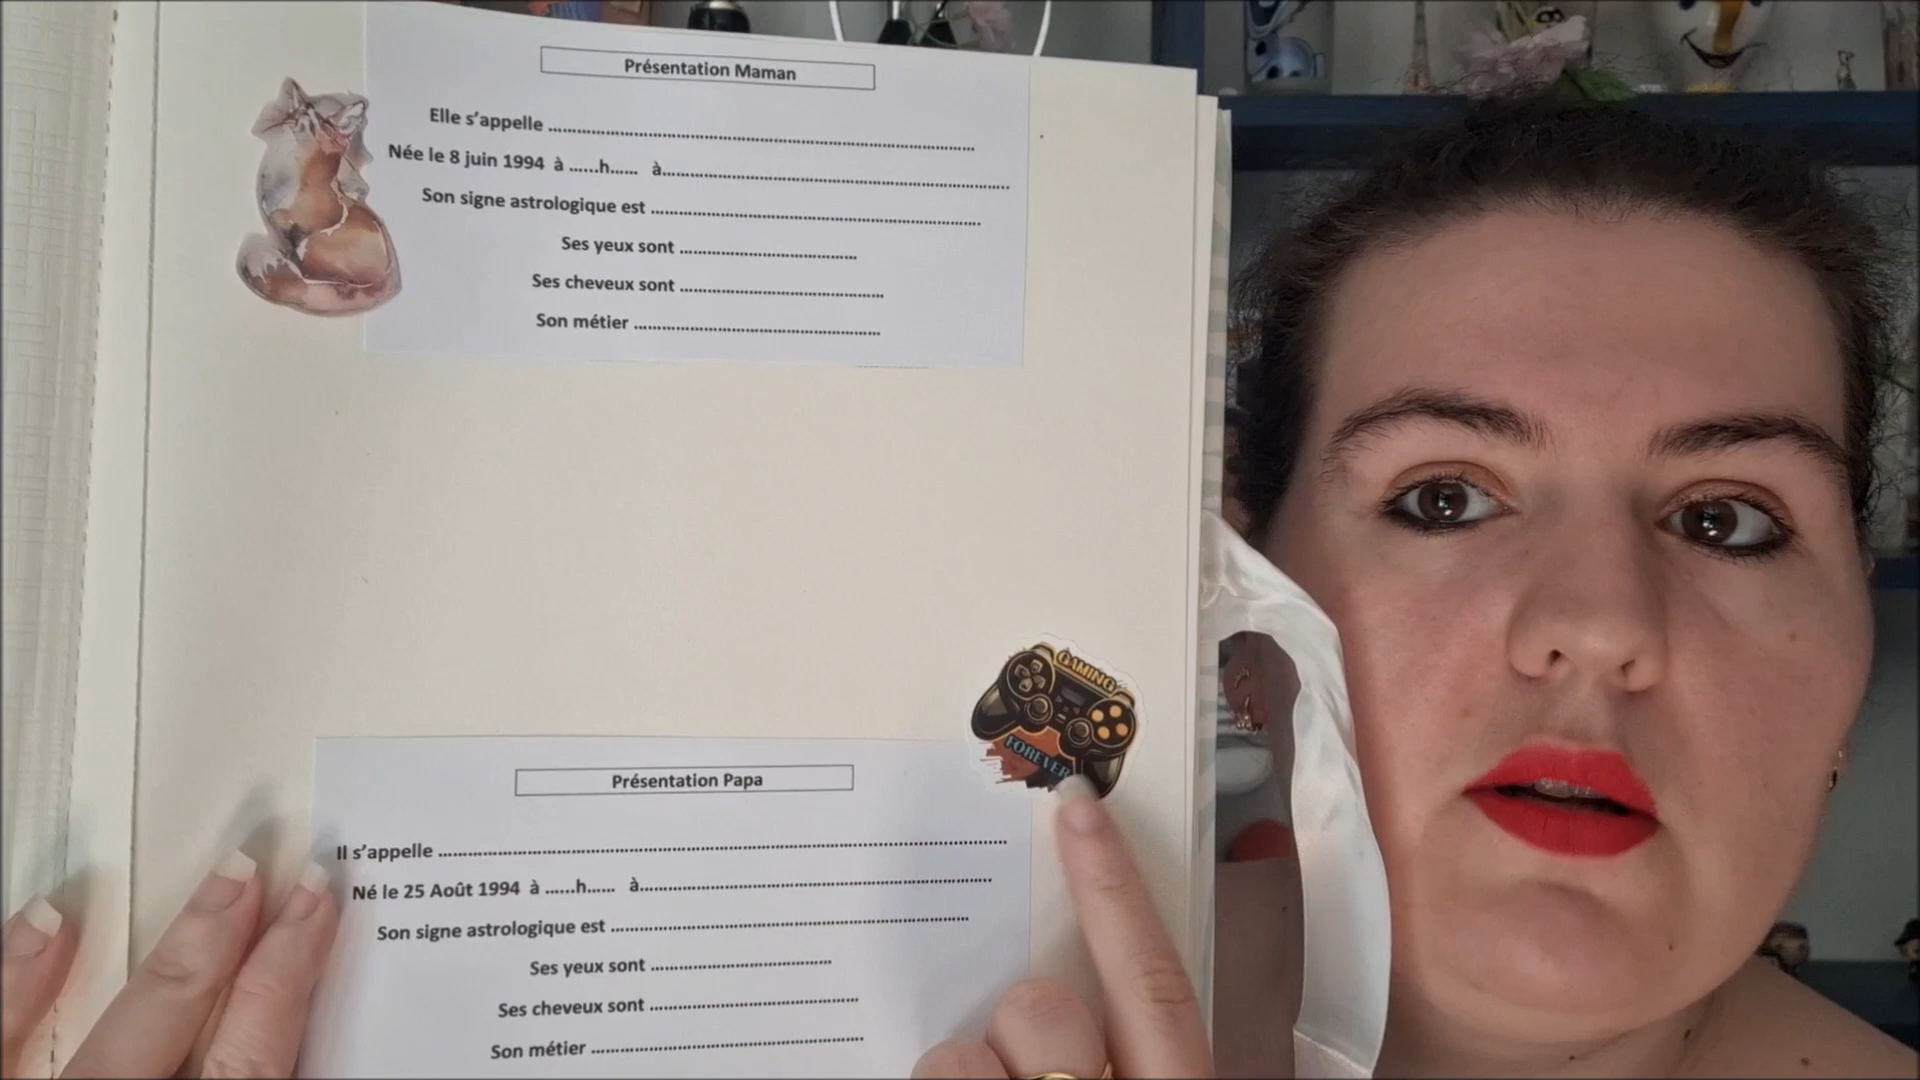 Présentation Maman
Elle s'appelle ..........................................................................
Née le 8 juin 1994 à ......h...... à..........................................................................
Son signe astrologique est .................................................................
Ses yeux sont .....................................
Ses cheveux sont ..........................................
Son métier ...................................................
GAMING
FOREVER
Présentation Papa
Il s'appelle ..........................................................................................
Né le 25 Août 1994 à ......h...... à.........................................................................
Son signe astrologique est .........................................................................
Ses yeux sont .....................................
Ses cheveux sont ...........................................
Son métier ........................................................